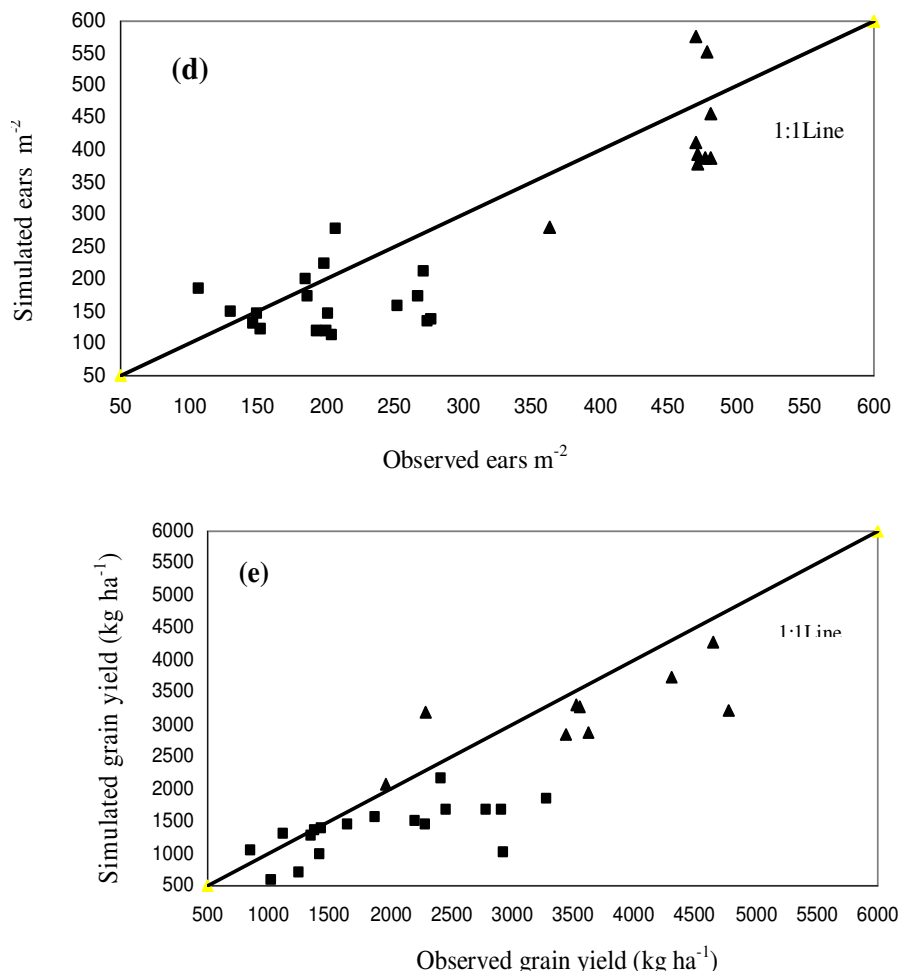 600
550
500
450
400
350
300
250
200
150
100
50
Simulated ears m⁻²
(d)
1:1Line
50 100 150 200 250 300 350 400 450 500 550 600
Observed ears m⁻²
6000
5500
5000
4500
4000
3500
3000
2500
2000
1500
1000
500
Simulated grain yield (kg ha⁻¹)
(e)
1:1Line
500 1000 1500 2000 2500 3000 3500 4000 4500 5000 5500 6000
Observed grain yield (kg ha⁻¹)